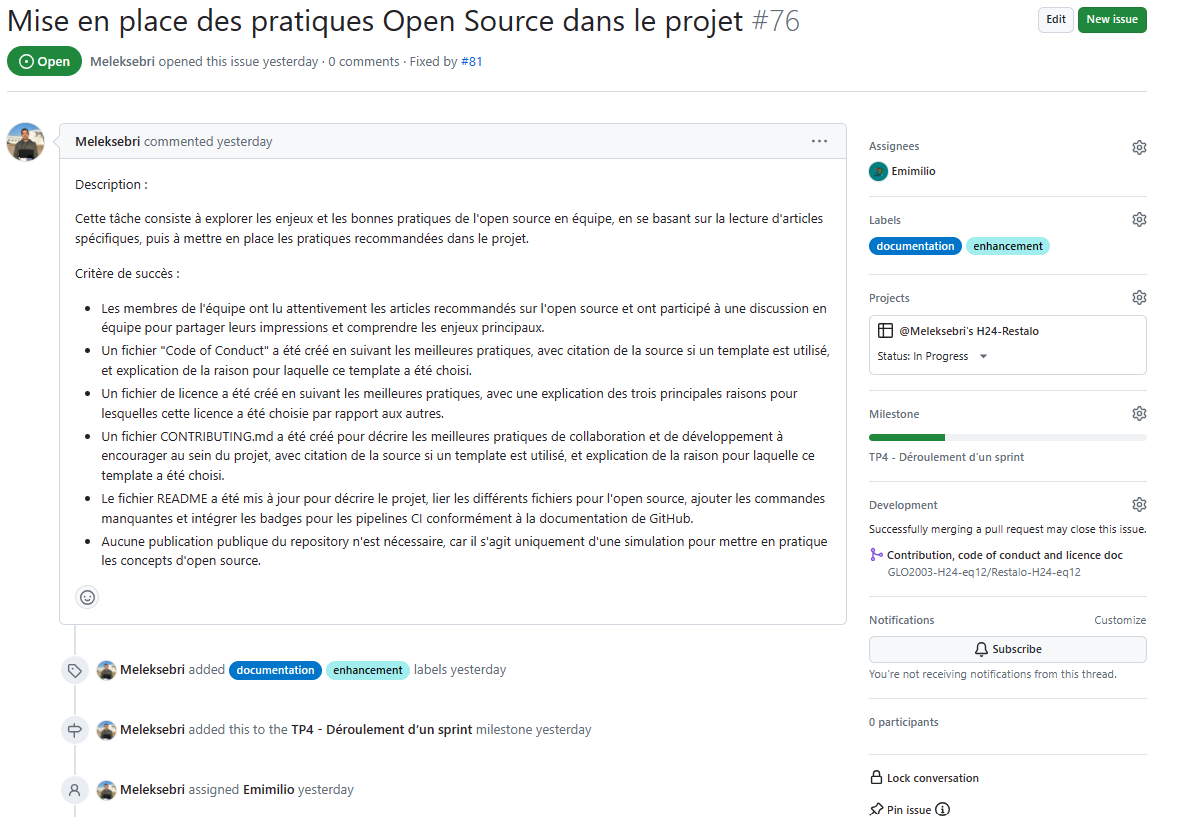 Mise en place des pratiques Open Source dans le projet #76
Edit
New issue
Open
Meleksebri opened this issue yesterday · 0 comments · Fixed by #81
Meleksebri commented yesterday
Description :
Cette tâche consiste à explorer les enjeux et les bonnes pratiques de l'open source en équipe, en se basant sur la lecture d'articles
spécifiques, puis à mettre en place les pratiques recommandées dans le projet.
Critère de succès :
• Les membres de l'équipe ont lu attentivement les articles recommandés sur l'open source et ont participé à une discussion en
équipe pour partager leurs impressions et comprendre les enjeux principaux.
• Un fichier "Code of Conduct" a été créé en suivant les meilleures pratiques, avec citation de la source si un template est utilisé,
et explication de la raison pour laquelle ce template a été choisi.
• Un fichier de licence a été créé en suivant les meilleures pratiques, avec une explication des trois principales raisons pour
lesquelles cette licence a été choisie par rapport aux autres.
• Un fichier CONTRIBUTING.md a été créé pour décrire les meilleures pratiques de collaboration et de développement à
encourager au sein du projet, avec citation de la source si un template est utilisé, et explication de la raison pour laquelle ce
template a été choisi.
• Le fichier README a été mis à jour pour décrire le projet, lier les différents fichiers pour l'open source, ajouter les commandes
manquantes et intégrer les badges pour les pipelines CI conformément à la documentation de GitHub.
• Aucune publication publique du repository n'est nécessaire, car il s'agit uniquement d'une simulation pour mettre en pratique
les concepts d'open source.
Meleksebri added documentation enhancement labels yesterday
Meleksebri added this to the TP4 - Déroulement d'un sprint milestone yesterday
Meleksebri assigned Emimilio yesterday
Assignees
Emimilio
Labels
documentation enhancement
Projects
@Meleksebri's H24-Restalo
Status: In Progress
Milestone
TP4 - Déroulement d'un sprint
Development
Successfully merging a pull request may close this issue.
Contribution, code of conduct and licence doc
GLO2003-H24-eq12/Restalo-H24-eq12
Notifications
Customize
Subscribe
You're not receiving notifications from this thread.
0 participants
Lock conversation
Pin issue